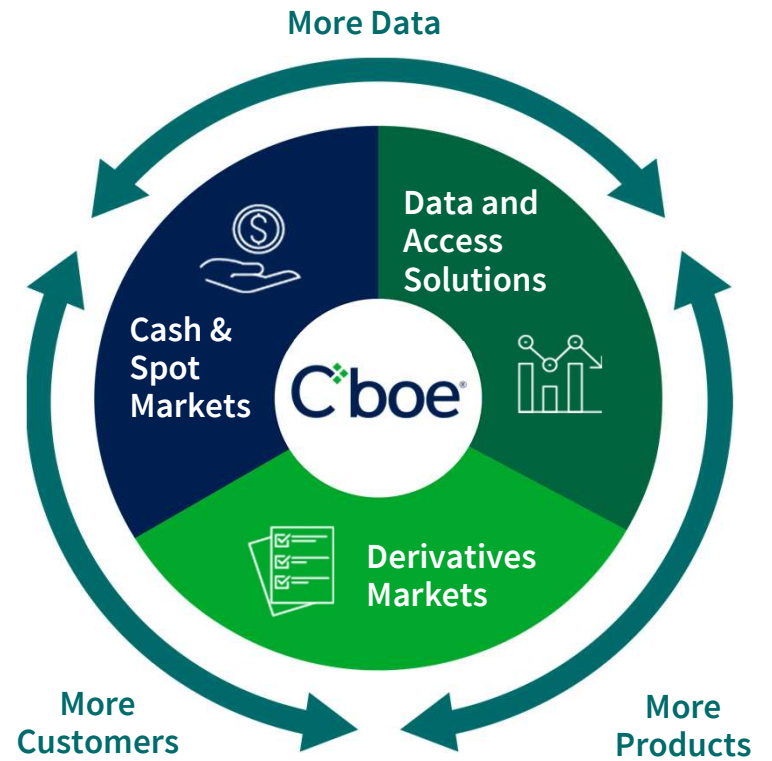 More Data
Data and
Access
Solutions
Cash &
Spot
Markets
Cboe®
Derivatives
Markets
More
Customers
More
Products